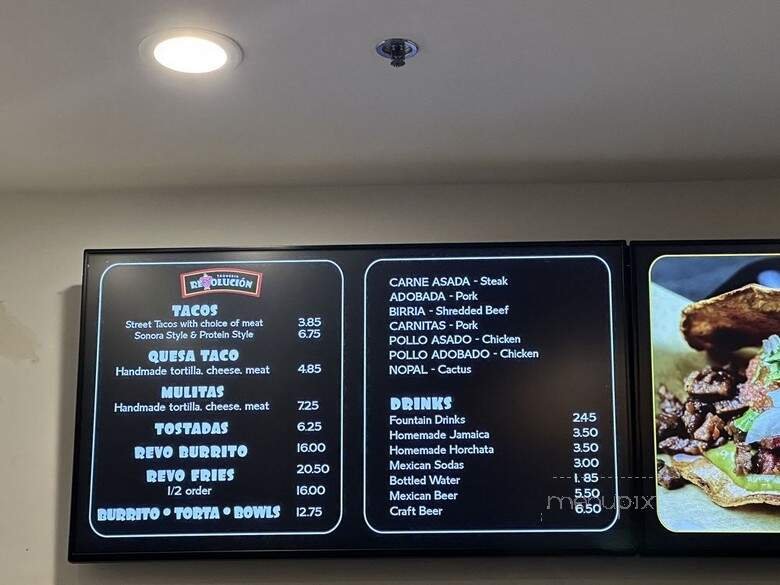 TAQUERIA
REVOLUCIÓN
TACOS
Street Tacos with choice of meat 3.85
Sonora Style & Protein Style 6.75
QUESA TACO
Handmade tortilla, cheese, meat 4.85
MULITAS
Handmade tortilla, cheese, meat 7.25
TOSTADAS 6.25
REVO BURRITO 16.00
REVO FRIES 20.50
1/2 order 16.00
BURRITO • TORTA • BOWLS 12.75
CARNE ASADA - Steak
ADOBADA - Pork
BIRRIA - Shredded Beef
CARNITAS - Pork
POLLO ASADO - Chicken
POLLO ADOBADO - Chicken
NOPAL - Cactus
DRINKS
Fountain Drinks 2.45
Homemade Jamaica 3.50
Homemade Horchata 3.50
Mexican Sodas 3.00
Bottled Water 1.85
Mexican Beer 5.50
Craft Beer 6.50
menupix